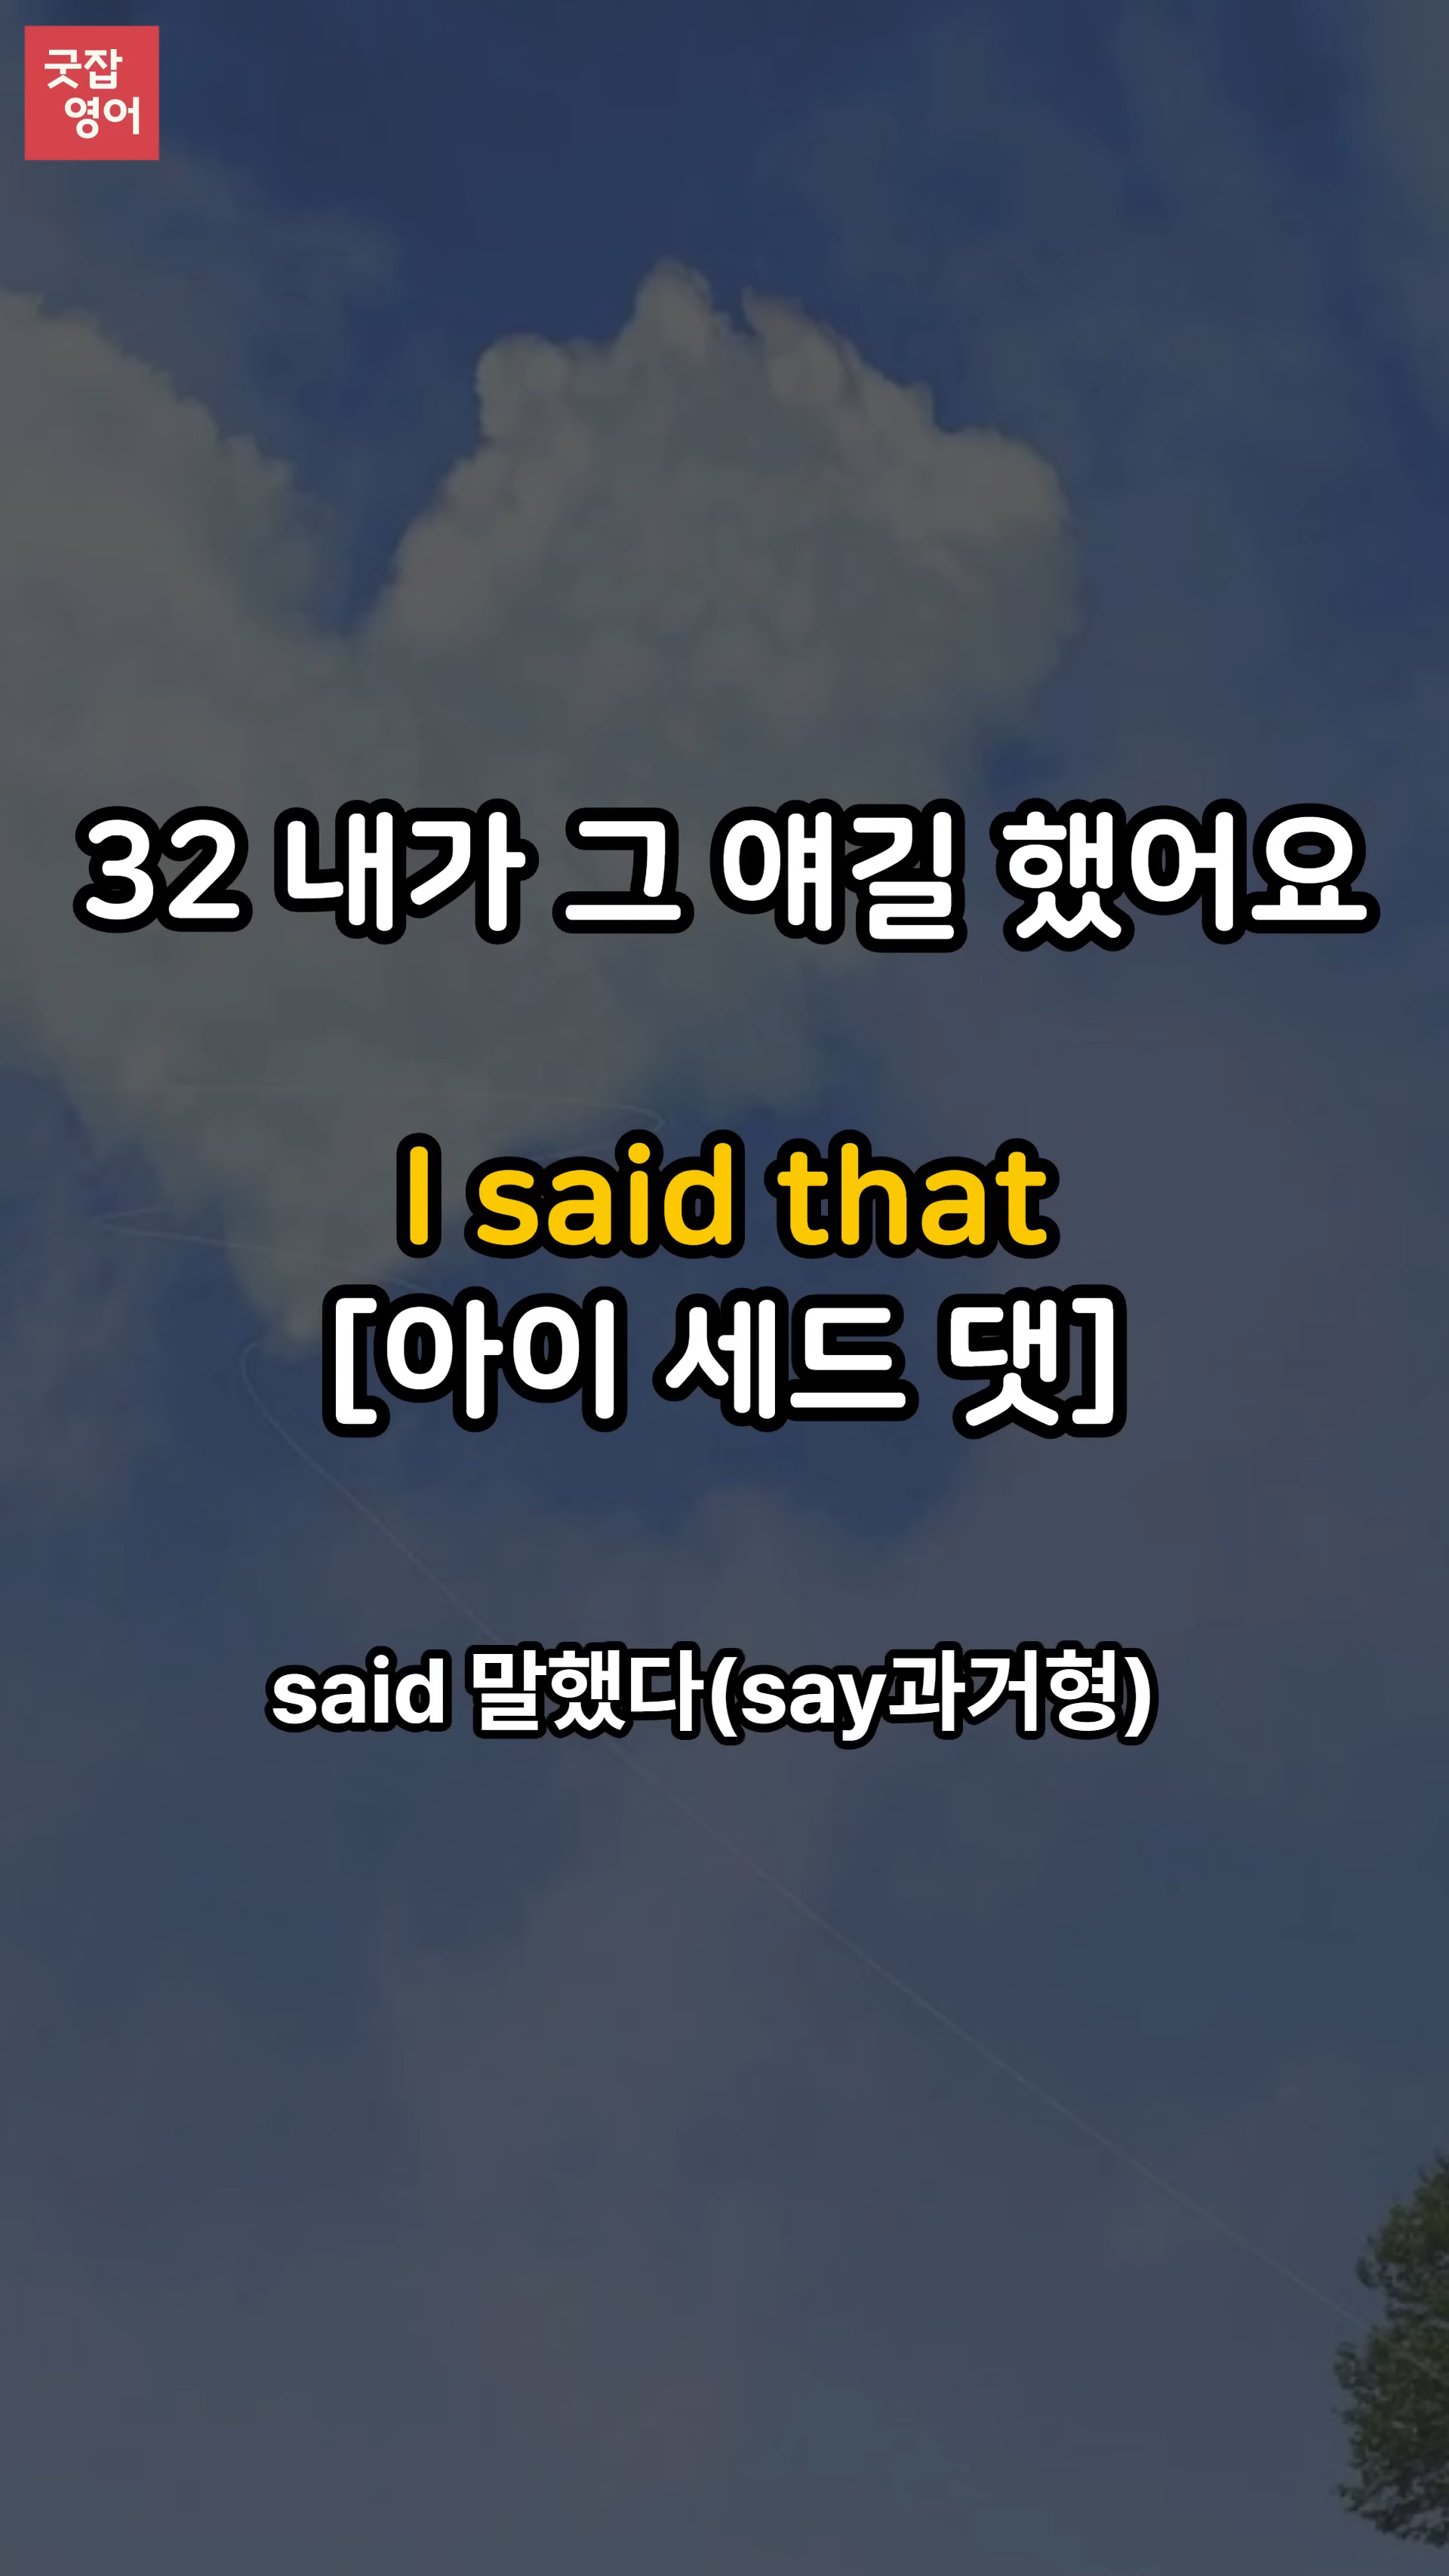 굿잡
영어
32 내가 그 얘길 했어요
I said that
[아이 세드 댓]
said 말했다(say과거형)